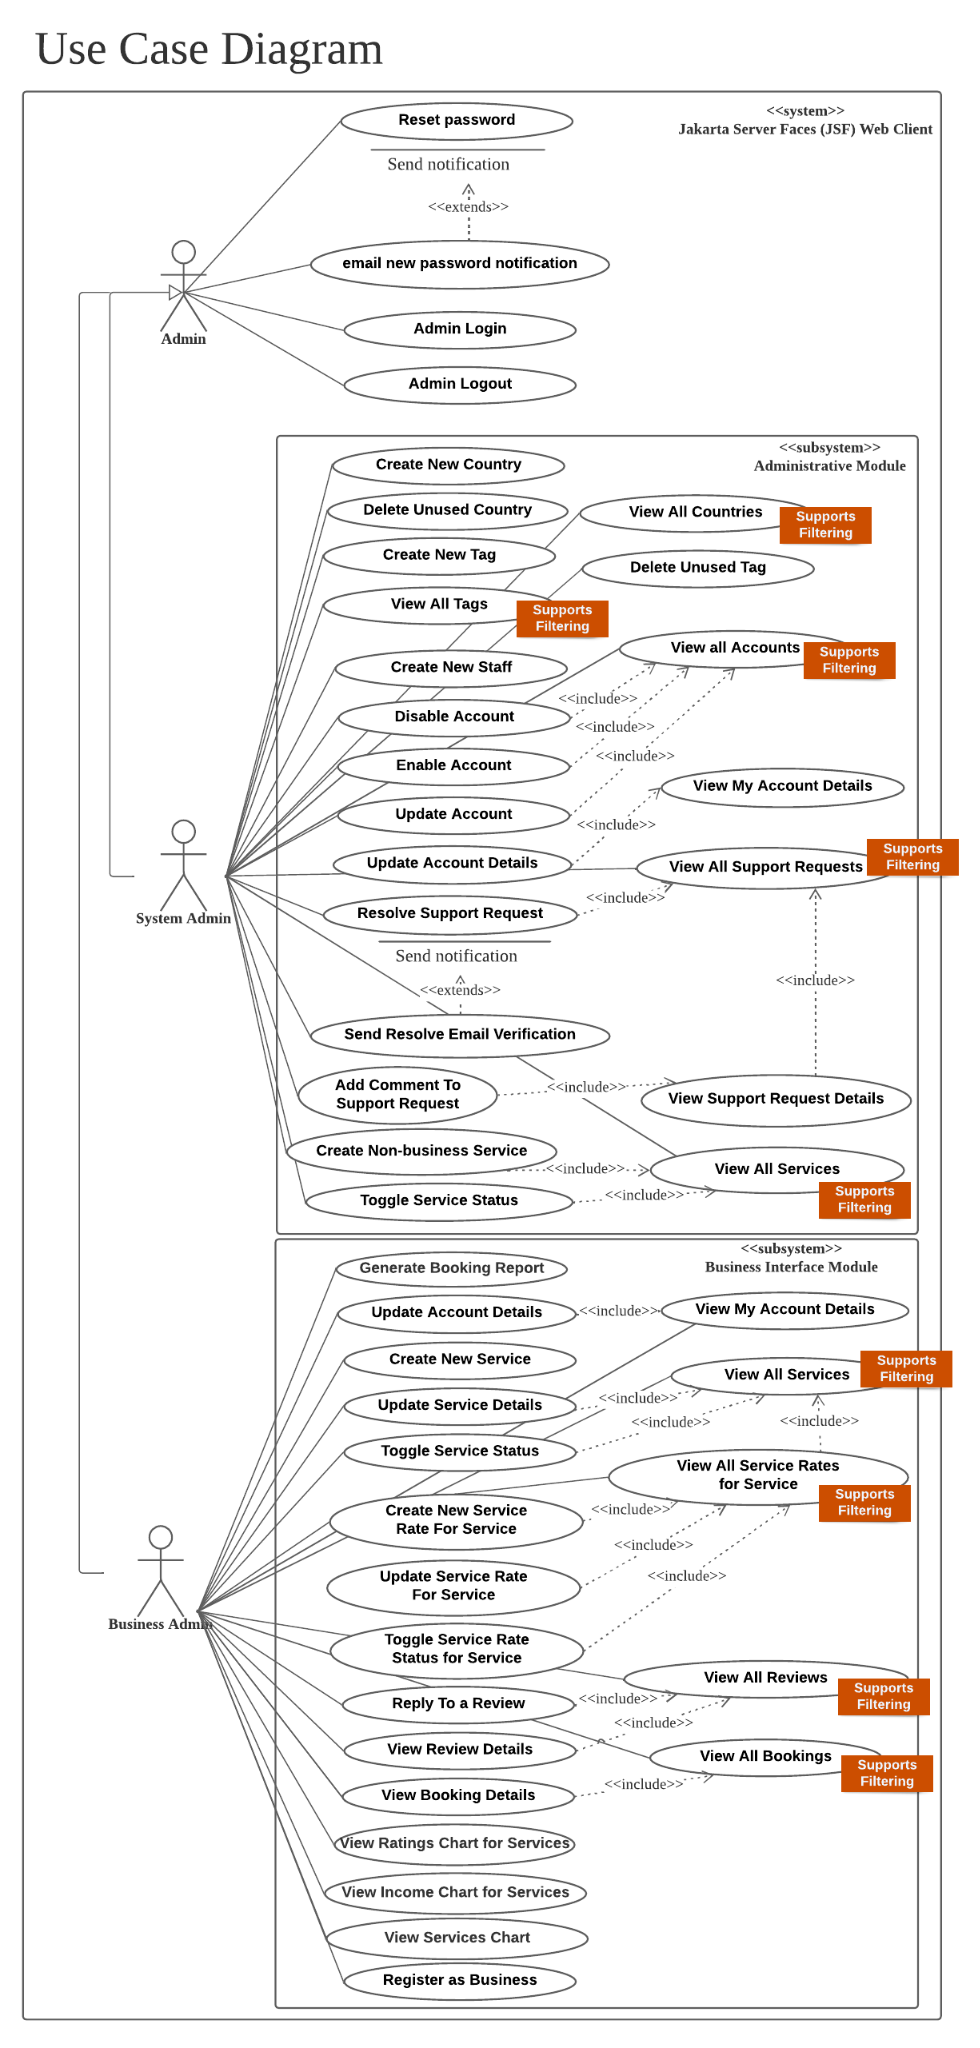 Use Case Diagram
<<system>>
Jakarta Server Faces (JSF) Web Client
Reset password
Send notification
<<extends>>
email new password notification
Admin Login
Admin
Admin Logout
<<subsystem>>
Administrative Module
Create New Country
Delete Unused Country
View All Countries
Supports
Filtering
Create New Tag
Delete Unused Tag
View All Tags
Supports
Filtering
View all Accounts
Supports
Filtering
Create New Staff
<<include>>
Disable Account
<<include>>
<<include>>
Enable Account
View My Account Details
Update Account
<<include>>
Update Account Details
View All Support Requests
Supports
Filtering
<<include>>
Resolve Support Request
System Admin
Send notification
<<include>>
<<extends>>
Send Resolve Email Verification
Add Comment To
Support Request
<<include>>
View Support Request Details
Create Non-business Service
<<include>>
View All Services
Supports
Filtering
Toggle Service Status
<<include>>
<<subsystem>>
Business Interface Module
Generate Booking Report
Update Account Details
<<include>>
View My Account Details
Create New Service
View All Services
Supports
Filtering
Update Service Details
<<include>>
<<include>>
<<include>>
Toggle Service Status
View All Service Rates
for Service
Supports
Filtering
Create New Service
Rate For Service
<<include>>
<<include>>
Update Service Rate
For Service
<<include>>
Business Admin
Toggle Service Rate
Status for Service
View All Reviews
Supports
Filtering
Reply To a Review
<<include>>
<<include>>
View Review Details
View All Bookings
Supports
Filtering
View Booking Details
<<include>>
View Ratings Chart for Services
View Income Chart for Services
View Services Chart
Register as Business